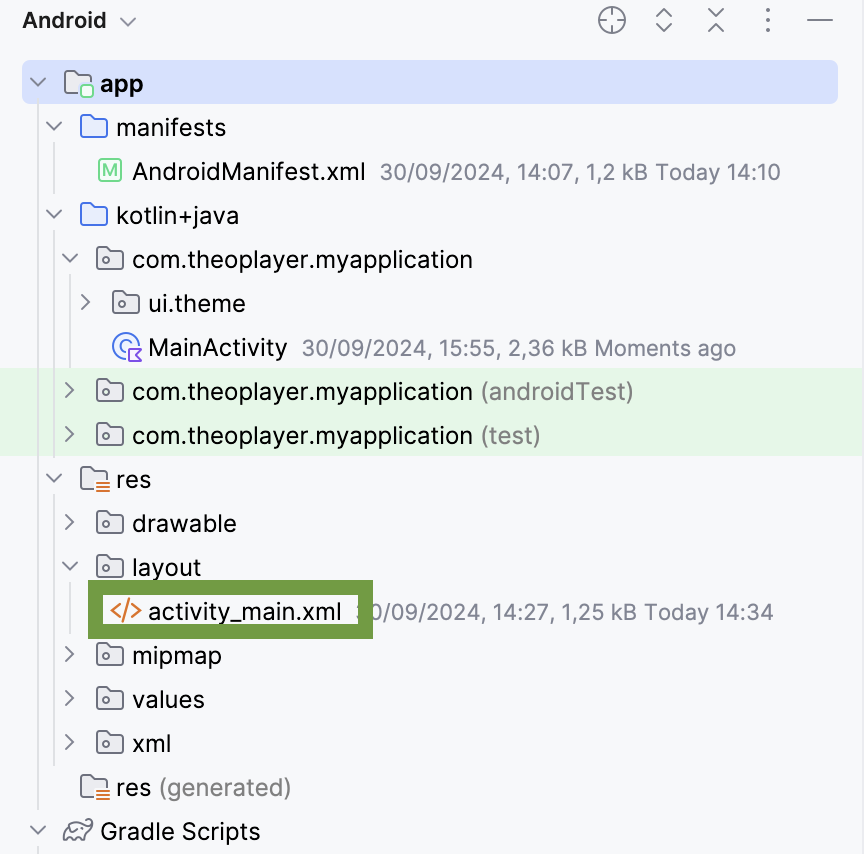 Android
app
manifests
M AndroidManifest.xml 30/09/2024, 14:07, 1,2 kB Today 14:10
kotlin+java
com.theoplayer.myapplication
ui.theme
MainActivity 30/09/2024, 15:55, 2,36 kB Moments ago
com.theoplayer.myapplication (androidTest)
com.theoplayer.myapplication (test)
res
drawable
layout
</> activity_main.xml 0/09/2024, 14:27, 1,25 kB Today 14:34
mipmap
values
xml
res (generated)
Gradle Scripts